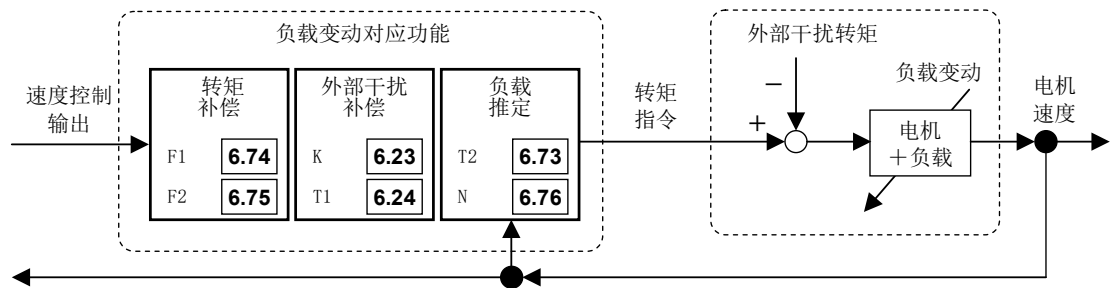 负载变动对应功能
外部干扰转矩
速度控制
输出
转矩
补偿
F1 6.74
F2 6.75
外部干扰
补偿
K 6.23
T1 6.24
负载
推定
T2 6.73
N 6.76
转矩
指令
+
−
负载变动
电机
+负载
电机
速度